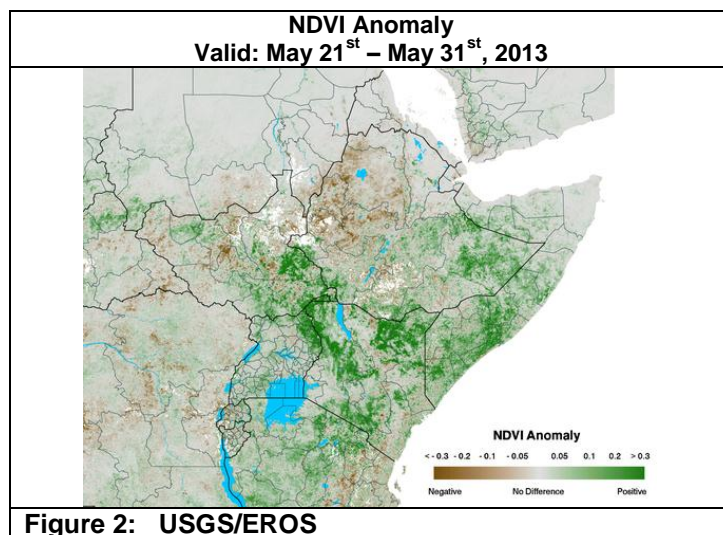 NDVI Anomaly
Valid: May 21st – May 31st, 2013
NDVI Anomaly
< - 0.3 - 0.2 - 0.1 - 0.05 0.05 0.1 0.2 > 0.3
Negative No Difference Positive
Figure 2: USGS/EROS